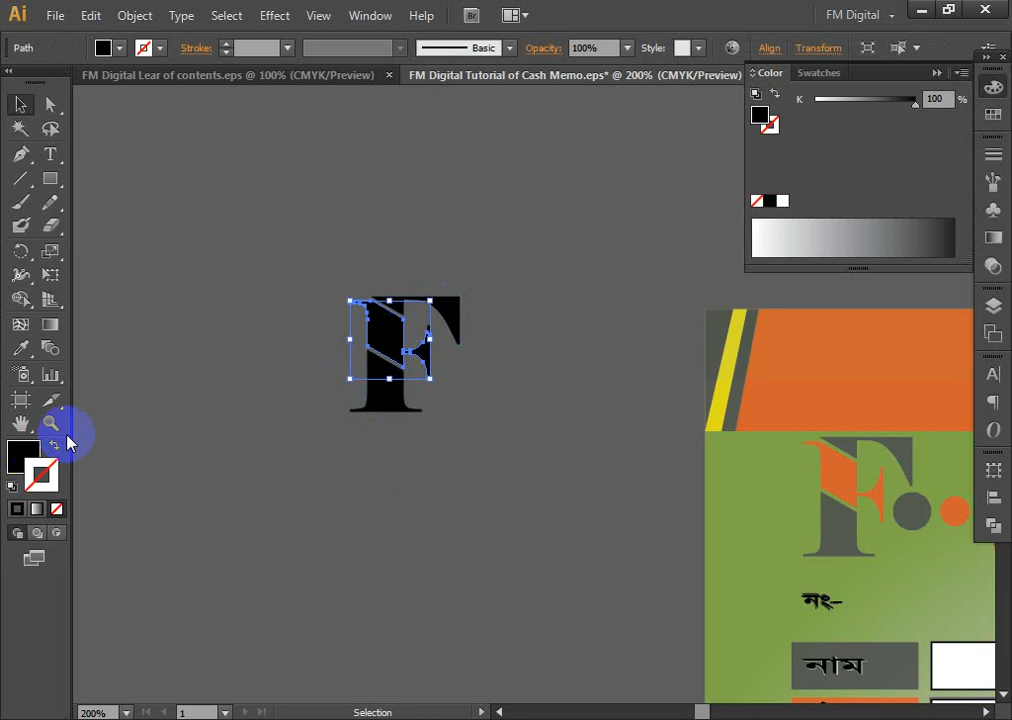 Ai File Edit Object Type Select Effect View Window Help Br FM Digital
Path Stroke: Basic Opacity: 100% Style: Align Transform
FM Digital Lear of contents.eps @ 100% (CMYK/Preview) × FM Digital Tutorial of Cash Memo.eps* @ 200% (CMYK/Preview)
Color Swatches
K 100 %
T
F
F
নং-
নাম
A
200% 1 Selection